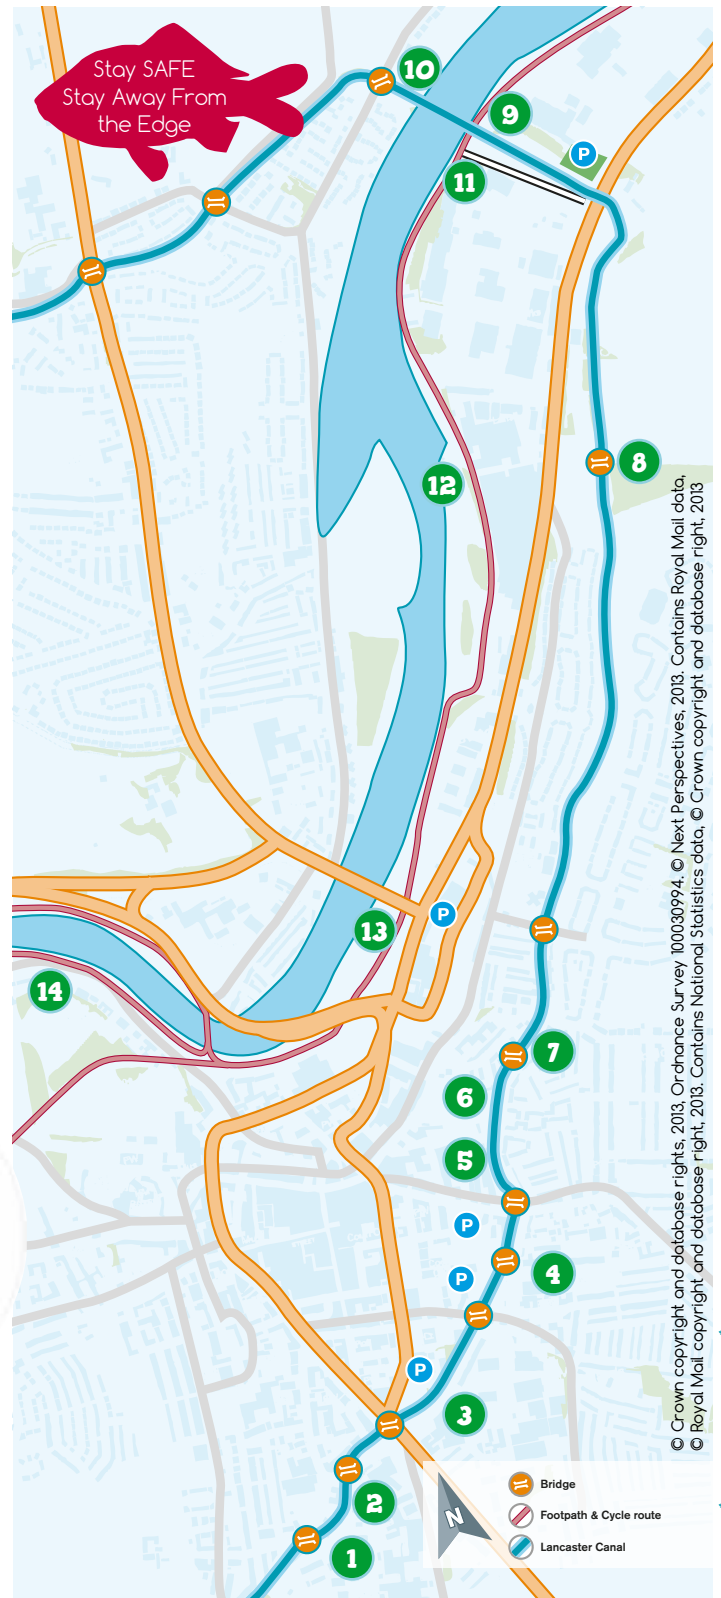 Stay SAFE
Stay Away From
the Edge
10
9
P
11
8
12
13
P
14
7
6
5
P
4
P
P
3
2
1
N
Bridge
Footpath & Cycle route
Lancaster Canal
© Crown copyright and database rights, 2013, Ordnance Survey 100030994. © Next Perspectives, 2013. Contains Royal Mail data,
© Royal Mail copyright and database right, 2013. Contains National Statistics data, © Crown copyright and database right, 2013